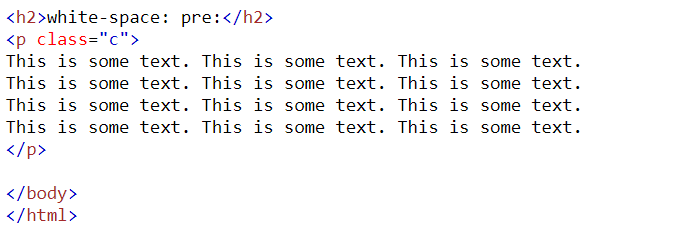 <h2>white-space: pre:</h2>
<p class="c">
This is some text. This is some text. This is some text.
This is some text. This is some text. This is some text.
This is some text. This is some text. This is some text.
This is some text. This is some text. This is some text.
</p>

</body>
</html>